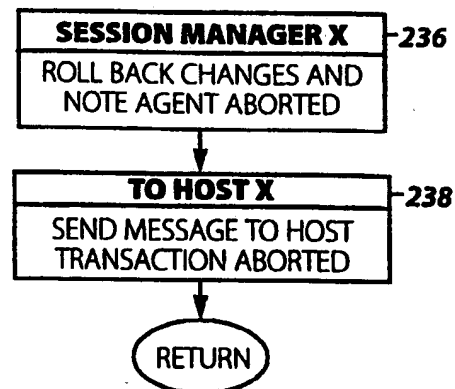 SESSION MANAGER X
236
ROLL BACK CHANGES AND
NOTE AGENT ABORTED
TO HOST X
238
SEND MESSAGE TO HOST
TRANSACTION ABORTED
RETURN